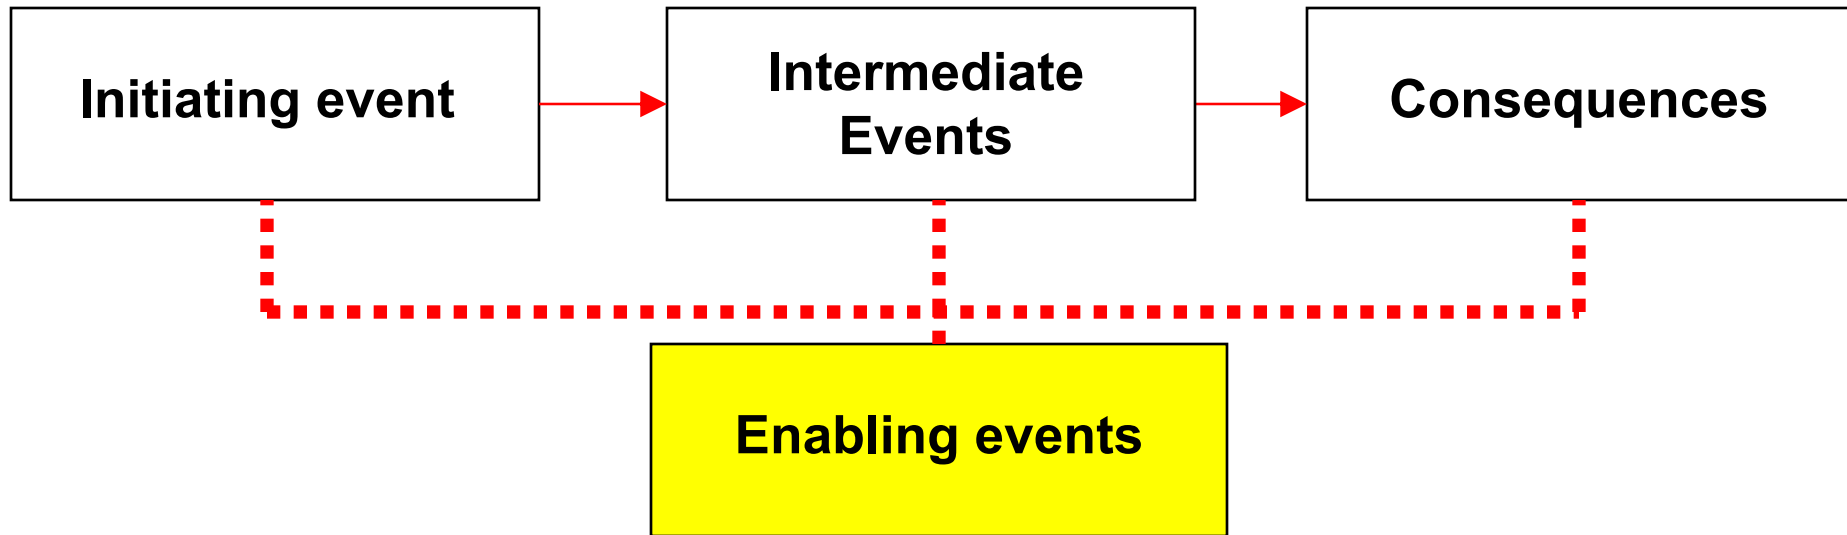 Initiating event
Intermediate
Events
Consequences
Enabling events